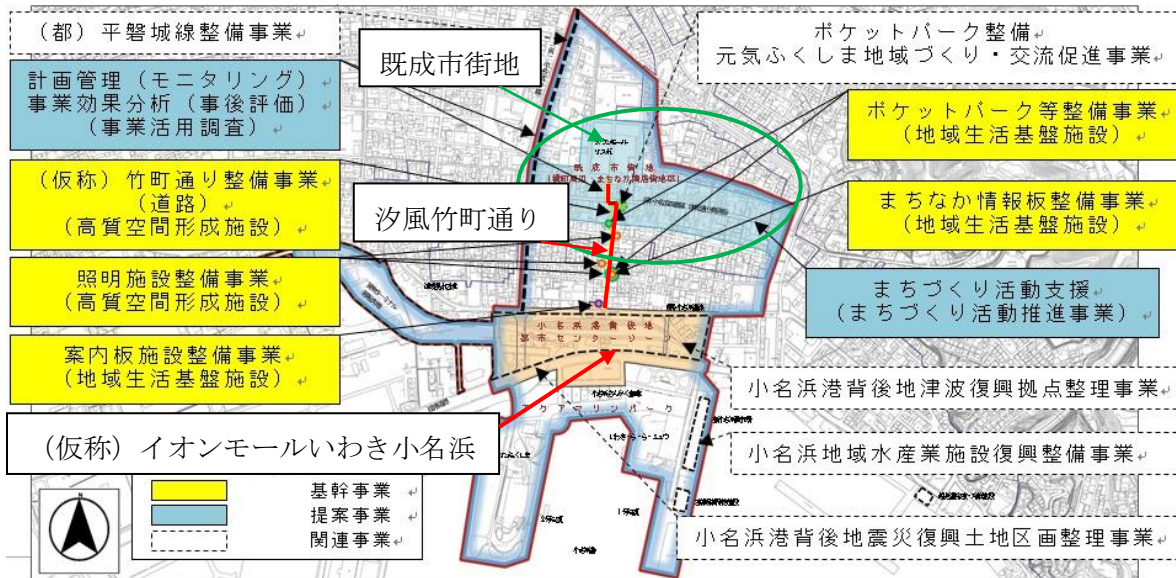 (都)平磐城線整備事業
計画管理(モニタリング)
事業効果分析(事後評価)
(事業活用調査)
(仮称)竹町通り整備事業
(道路)
(高質空間形成施設)
照明施設整備事業
(高質空間形成施設)
案内板施設整備事業
(地域生活基盤施設)
(仮称)イオンモールいわき小名浜
既成市街地
汐風竹町通り
既成市街地
小名浜港背後地
都市センターゾーン
アクアマリンパーク
いわき・ら・ら・ミュウ
ポケットパーク整備
元気ふくしま地域づくり・交流促進事業
ポケットパーク等整備事業
(地域生活基盤施設)
まちなか情報板整備事業
(地域生活基盤施設)
まちづくり活動支援
(まちづくり活動推進事業)
小名浜港背後地津波復興拠点整理事業
小名浜地域水産業施設復興整備事業
小名浜港背後地震災復興土地区画整理事業
N
基幹事業
提案事業
関連事業